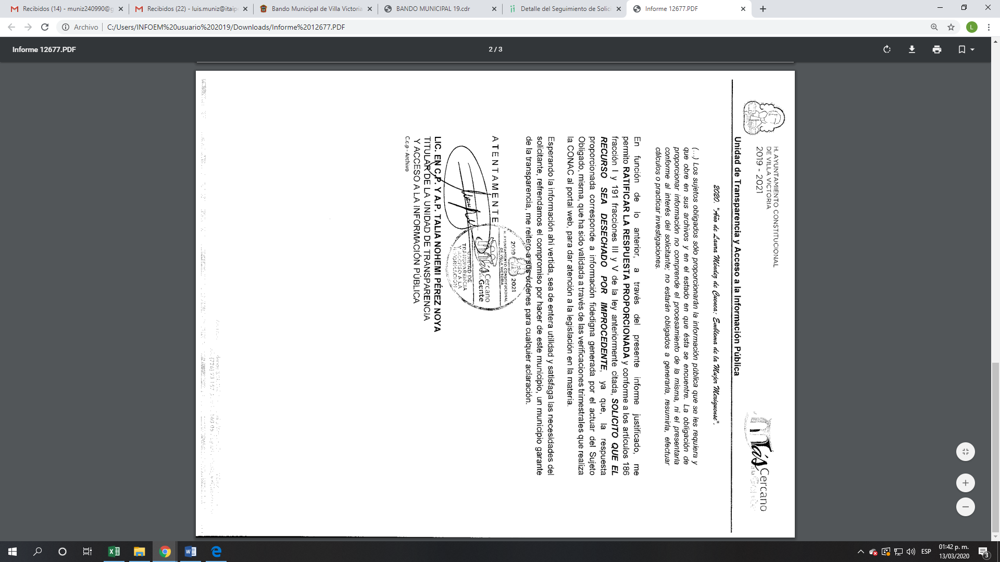 Recibidos (14) - muniz240990@g
Recibidos (22) - luis.muniz@itaip
Bando Municipal de Villa Victoria
BANDO MUNICIPAL 19.cdr
Detalle del Seguimiento de Solici
Informe 12677.PDF
Archivo
C:/Users/INFOEM%20usuario%202019/Downloads/Informe%2012677.PDF
L
Informe 12677.PDF
2 / 3
H. AYUNTAMIENTO CONSTITUCIONAL
DE VILLA VICTORIA
2019 - 2021
más Cercano
Unidad de Transparencia y Acceso a la Información Pública
2020. "Año de Laura Méndez de Cuenca; Emblema de la Mujer Mexiquense".
(...) Los sujetos obligados sólo proporcionarán la información pública que se les requiera y
que obre en sus archivos y en el estado en que ésta se encuentre. La obligación de
proporcionar información no comprende el procesamiento de la misma, ni el presentarla
conforme al interés del solicitante; no estarán obligados a generarla, resumirla, efectuar
cálculos o practicar investigaciones.
En función de lo anterior, a través del presente informe justificado, me
permito RATIFICAR LA RESPUESTA PROPORCIONADA y conforme a los artículos 186
fracción I y 191 fracciones III y V de la ley anteriormente citada, SOLICITO QUE EL
RECURSO SEA DESECHADO POR IMPROCEDENTE, ya que, la respuesta
proporcionada corresponde a información fidedigna generada por el actuar del Sujeto
Obligado, misma, que ha sido validada a través de las verificaciones trimestrales que realiza
la CONAC al portal web, para dar atención a la legislación en la materia.
Esperando la información ahí vertida, sea de entera utilidad y satisfaga las necesidades del
solicitante, refrendamos el compromiso por hacer de este municipio, un municipio garante
de la transparencia, me reitero a sus órdenes para cualquier aclaración.
A T E N T A M E N T E
2019 2021
H. AYUNTAMIENTO CONSTITUCIONAL
DE VILLA VICTORIA
más Cercano
Gente
UNIDAD DE
TRANSPARENCIA
Y ACCESO A LA
INFORMACIÓN
LIC. EN C.P. Y A.P. TALIA NOHEMI PÉREZ NOYA
TITULAR DE LA UNIDAD DE TRANSPARENCIA
Y ACCESO A LA INFORMACIÓN PÚBLICA
C.c.p - Archivo
ESP
01:42 p. m.
13/03/2020
3